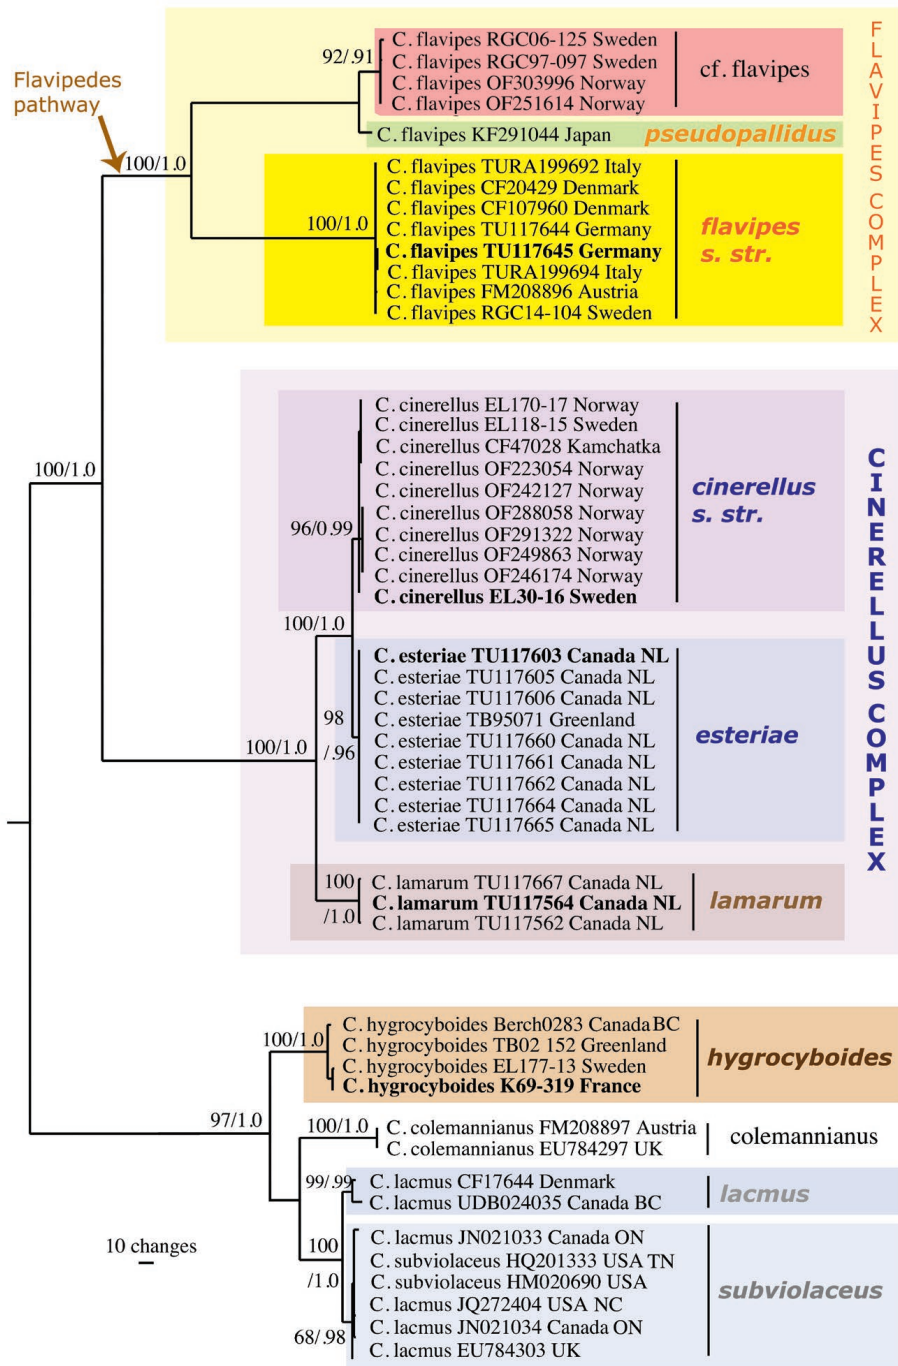 C. flavipes RGC06-125 Sweden
C. flavipes RGC97-097 Sweden
C. flavipes OF303996 Norway
C. flavipes OF251614 Norway
cf. flavipes
92/.91
Flavipedes
pathway
C. flavipes KF291044 Japan
pseudopallidus
100/1.0
C. flavipes TURA199692 Italy
C. flavipes CF20429 Denmark
C. flavipes CF107960 Denmark
C. flavipes TU117644 Germany
C. flavipes TU117645 Germany
C. flavipes TURA199694 Italy
C. flavipes FM208896 Austria
C. flavipes RGC14-104 Sweden
100/1.0
flavipes
s. str.
FLAVIPES COMPLEX
C. cinerellus EL170-17 Norway
C. cinerellus EL118-15 Sweden
C. cinerellus CF47028 Kamchatka
C. cinerellus OF223054 Norway
C. cinerellus OF242127 Norway
C. cinerellus OF288058 Norway
C. cinerellus OF291322 Norway
C. cinerellus OF249863 Norway
C. cinerellus OF246174 Norway
C. cinerellus EL30-16 Sweden
100/1.0
96/0.99
cinerellus
s. str.
100/1.0
C. esteriae TU117603 Canada NL
C. esteriae TU117605 Canada NL
C. esteriae TU117606 Canada NL
C. esteriae TB95071 Greenland
C. esteriae TU117660 Canada NL
C. esteriae TU117661 Canada NL
C. esteriae TU117662 Canada NL
C. esteriae TU117664 Canada NL
C. esteriae TU117665 Canada NL
98
/.96
100/1.0
esteriae
C. lamarum TU117667 Canada NL
C. lamarum TU117564 Canada NL
C. lamarum TU117562 Canada NL
100
/1.0
lamarum
CINERELLUS COMPLEX
C. hygrocyboides Berch0283 Canada BC
C. hygrocyboides TB02 152 Greenland
C. hygrocyboides EL177-13 Sweden
C. hygrocyboides K69-319 France
100/1.0
hygrocyboides
97/1.0
C. colemannianus FM208897 Austria
C. colemannianus EU784297 UK
100/1.0
colemannianus
C. lacmus CF17644 Denmark
C. lacmus UDB024035 Canada BC
99/.99
lacmus
C. lacmus JN021033 Canada ON
C. subviolaceus HQ201333 USA TN
C. subviolaceus HM020690 USA
C. lacmus JQ272404 USA NC
C. lacmus JN021034 Canada ON
C. lacmus EU784303 UK
100
/1.0
68/.98
subviolaceus
10 changes